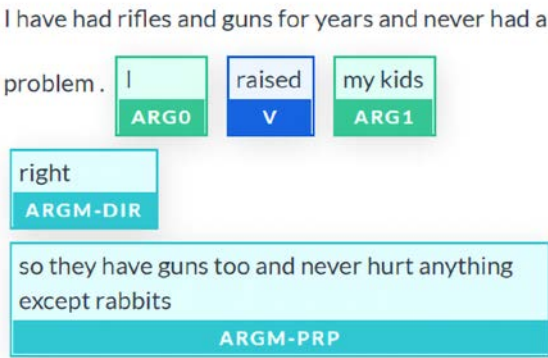 I have had rifles and guns for years and never had a
problem . I raised my kids
ARG0 V ARG1
right
ARGM-DIR
so they have guns too and never hurt anything
except rabbits
ARGM-PRP